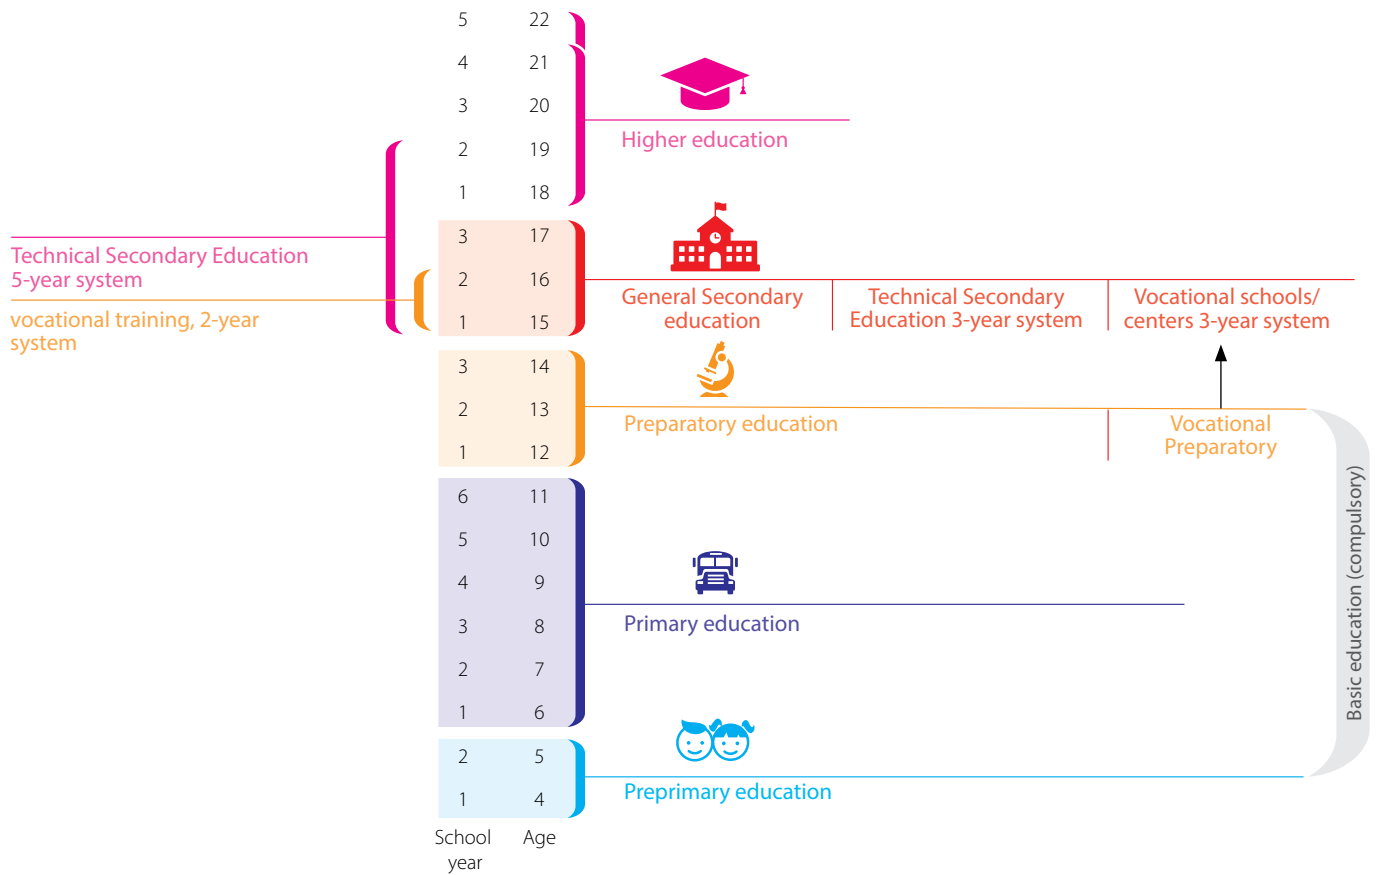 5 22
4 21
3 20
Higher education
2 19
1 18
3 17
Technical Secondary Education
5-year system
2 16
vocational training, 2-year
system
1 15
General Secondary
education
Technical Secondary
Education 3-year system
Vocational schools/
centers 3-year system
3 14
2 13
1 12
Preparatory education
Vocational
Preparatory
6 11
5 10
4 9
3 8
2 7
1 6
Primary education
Basic education (compulsory)
2 5
1 4
Preprimary education
School
year
Age